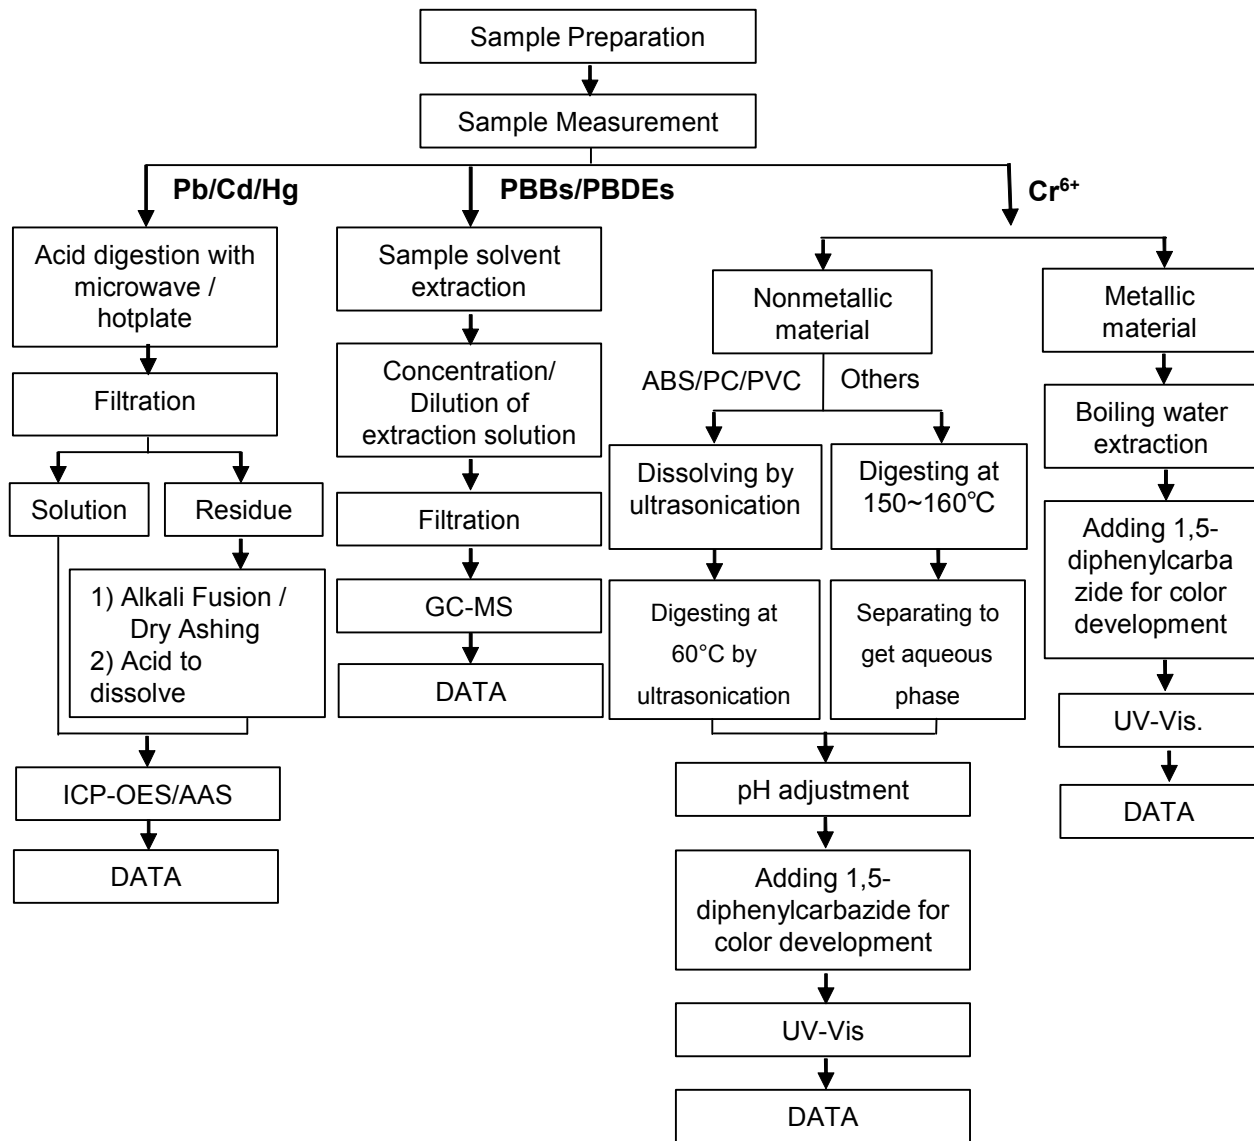 Sample Preparation
Sample Measurement
Pb/Cd/Hg
PBBs/PBDEs
Cr⁶⁺
Acid digestion with
microwave /
hotplate
Filtration
Solution
Residue
1) Alkali Fusion /
Dry Ashing
2) Acid to
dissolve
ICP-OES/AAS
DATA
Sample solvent
extraction
Concentration/
Dilution of
extraction solution
Filtration
GC-MS
DATA
Nonmetallic
material
ABS/PC/PVC
Others
Dissolving by
ultrasonication
Digesting at
60°C by
ultrasonication
Digesting at
150~160℃
Separating to
get aqueous
phase
pH adjustment
Adding 1,5-
diphenylcarbazide for
color development
UV-Vis
DATA
Metallic
material
Boiling water
extraction
Adding 1,5-
diphenylcarba
zide for color
development
UV-Vis.
DATA